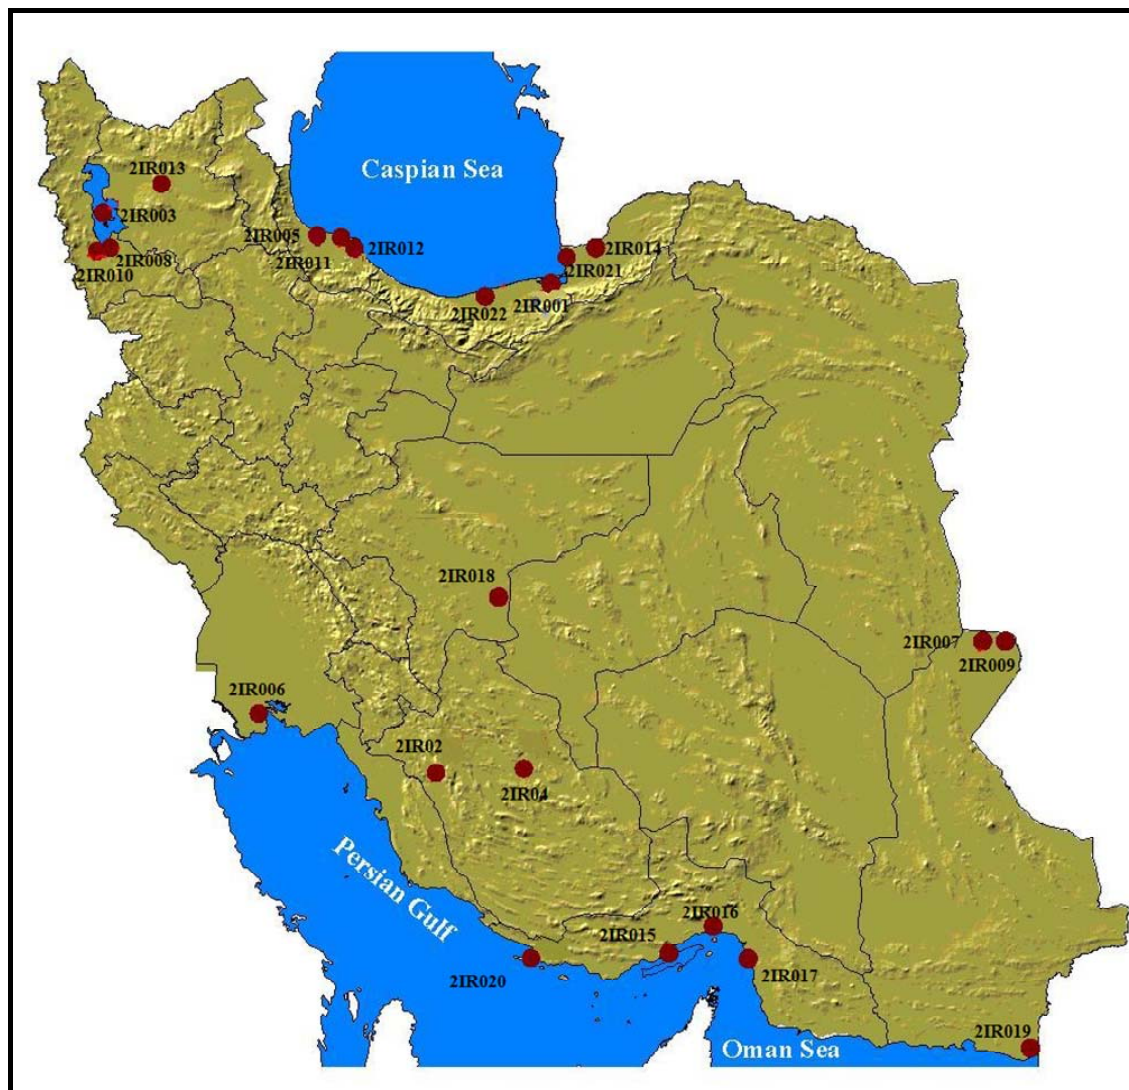 Caspian Sea
2IR013
2IR003
2IR005
2IR012
2IR014
2IR008
2IR011
2IR021
2IR010
2IR022
2IR001
2IR018
2IR007
2IR009
2IR006
2IR02
2IR04
Persian Gulf
2IR016
2IR015
2IR020
2IR017
2IR019
Oman Sea